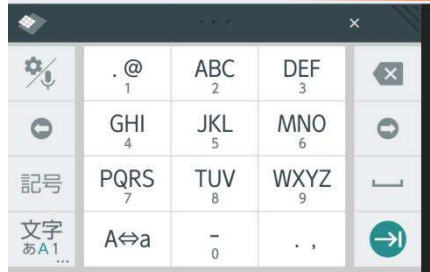 .@ ABC DEF
1 2 3
GHI JKL MNO
4 5 6
記号 PQRS TUV WXYZ
7 8 9
文字 A⇔a - . ,
あA1... 0